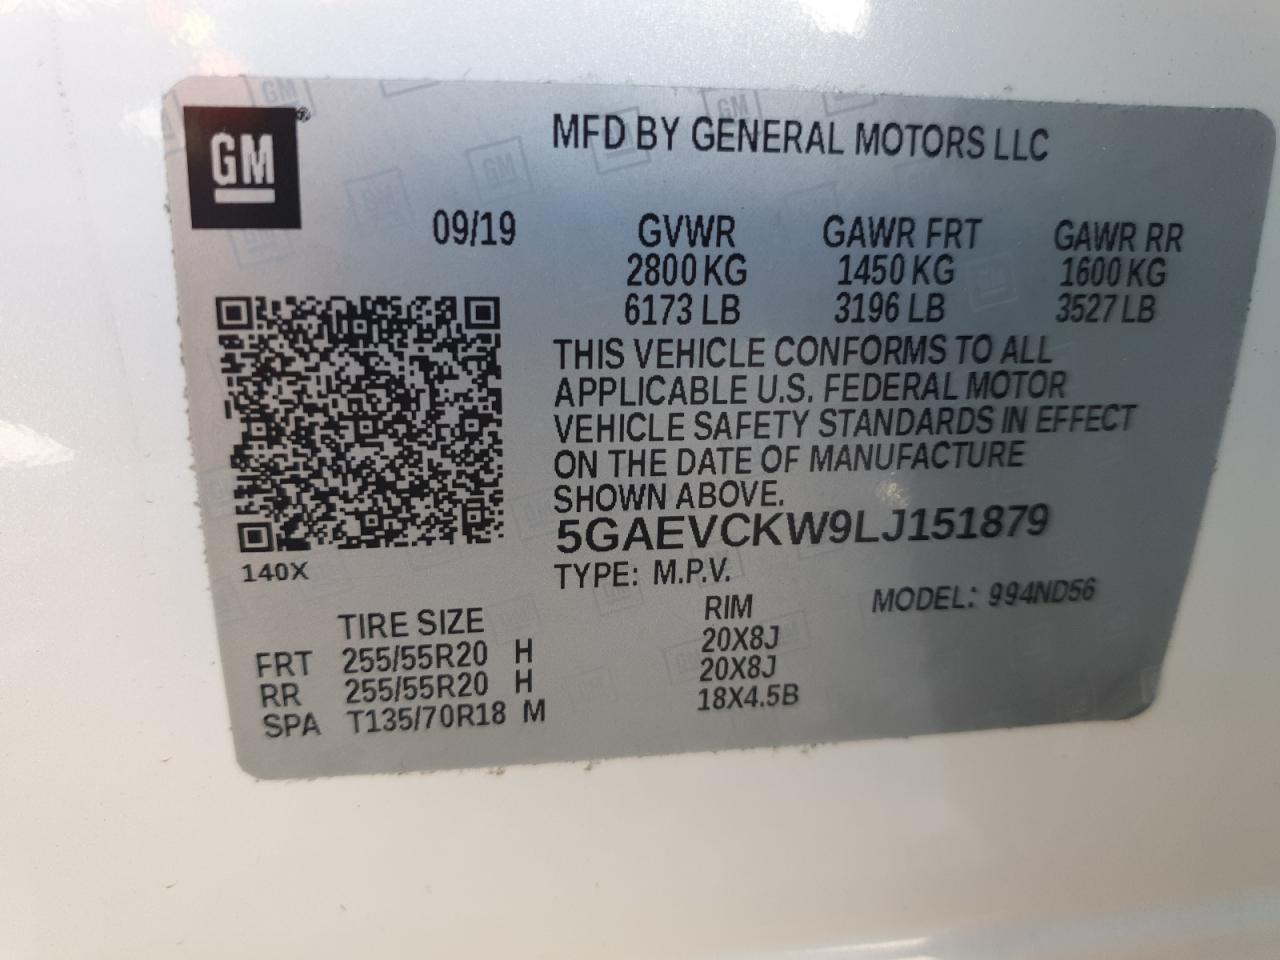 GM
MFD BY GENERAL MOTORS LLC
09/19
GVWR GAWR FRT GAWR RR
2800 KG 1450 KG 1600 KG
6173 LB 3196 LB 3527 LB
THIS VEHICLE CONFORMS TO ALL
APPLICABLE U.S. FEDERAL MOTOR
VEHICLE SAFETY STANDARDS IN EFFECT
ON THE DATE OF MANUFACTURE
SHOWN ABOVE.
5GAEVCKW9LJ151879
140X
TYPE: M.P.V.
MODEL: 994ND56
TIRE SIZE RIM
FRT 255/55R20 H 20X8J
RR 255/55R20 H 20X8J
SPA T135/70R18 M 18X4.5B